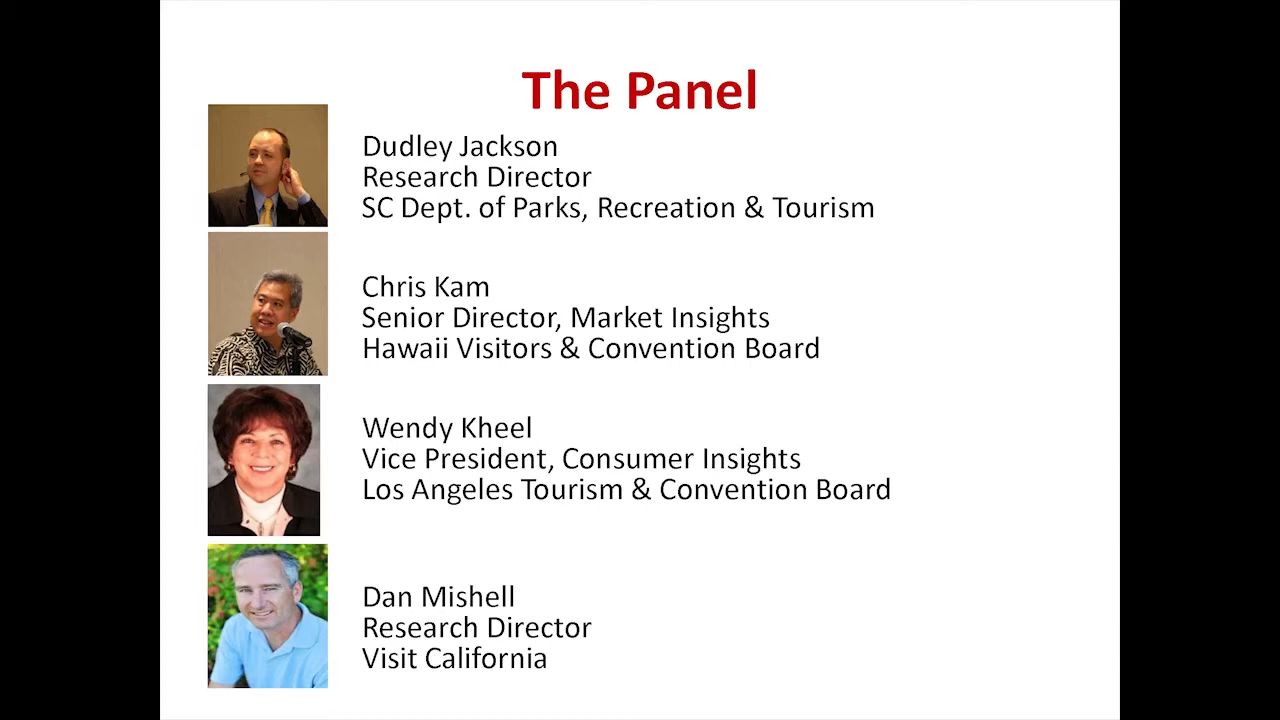 The Panel
Dudley Jackson
Research Director
SC Dept. of Parks, Recreation & Tourism
Chris Kam
Senior Director, Market Insights
Hawaii Visitors & Convention Board
Wendy Kheel
Vice President, Consumer Insights
Los Angeles Tourism & Convention Board
Dan Mishell
Research Director
Visit California